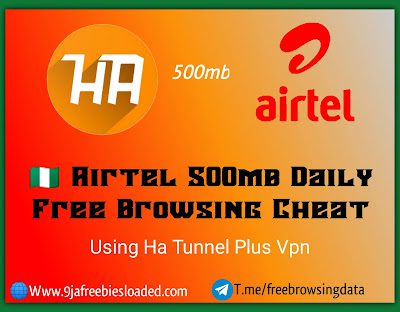 HA
500mb
airtel
Airtel 500mb Daily
Free Browsing Cheat
Using Ha Tunnel Plus Vpn
Www.9jafreebiesloaded.com T.me/freebrowsingdata